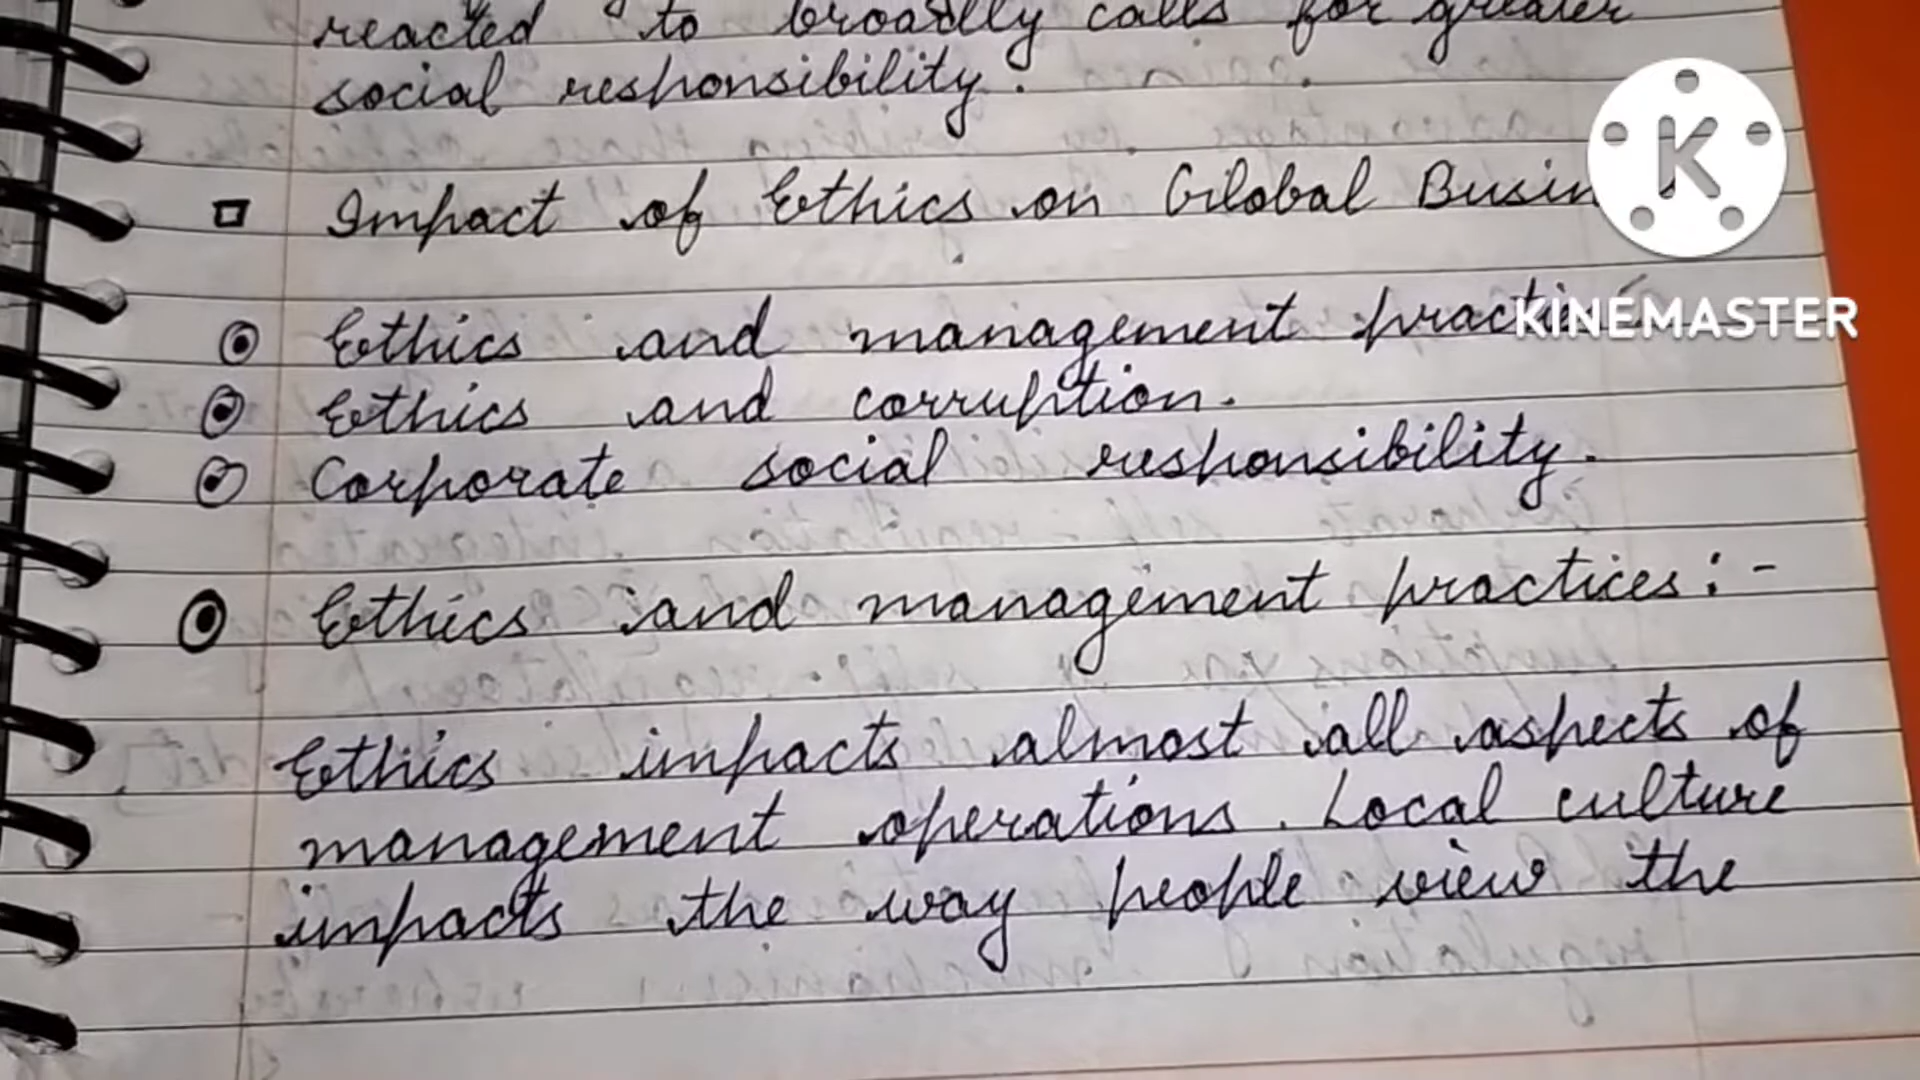 reacted to broadly calls for greater
social responsibility.
Impact of Ethics on Global Busin
K
KINEMASTER
Ethics and management practic
Ethics and corruption.
Corporate social responsibility.
Ethics and management practices:-
Ethics impacts almost all aspects of
management operations. Local culture
impacts the way people view the